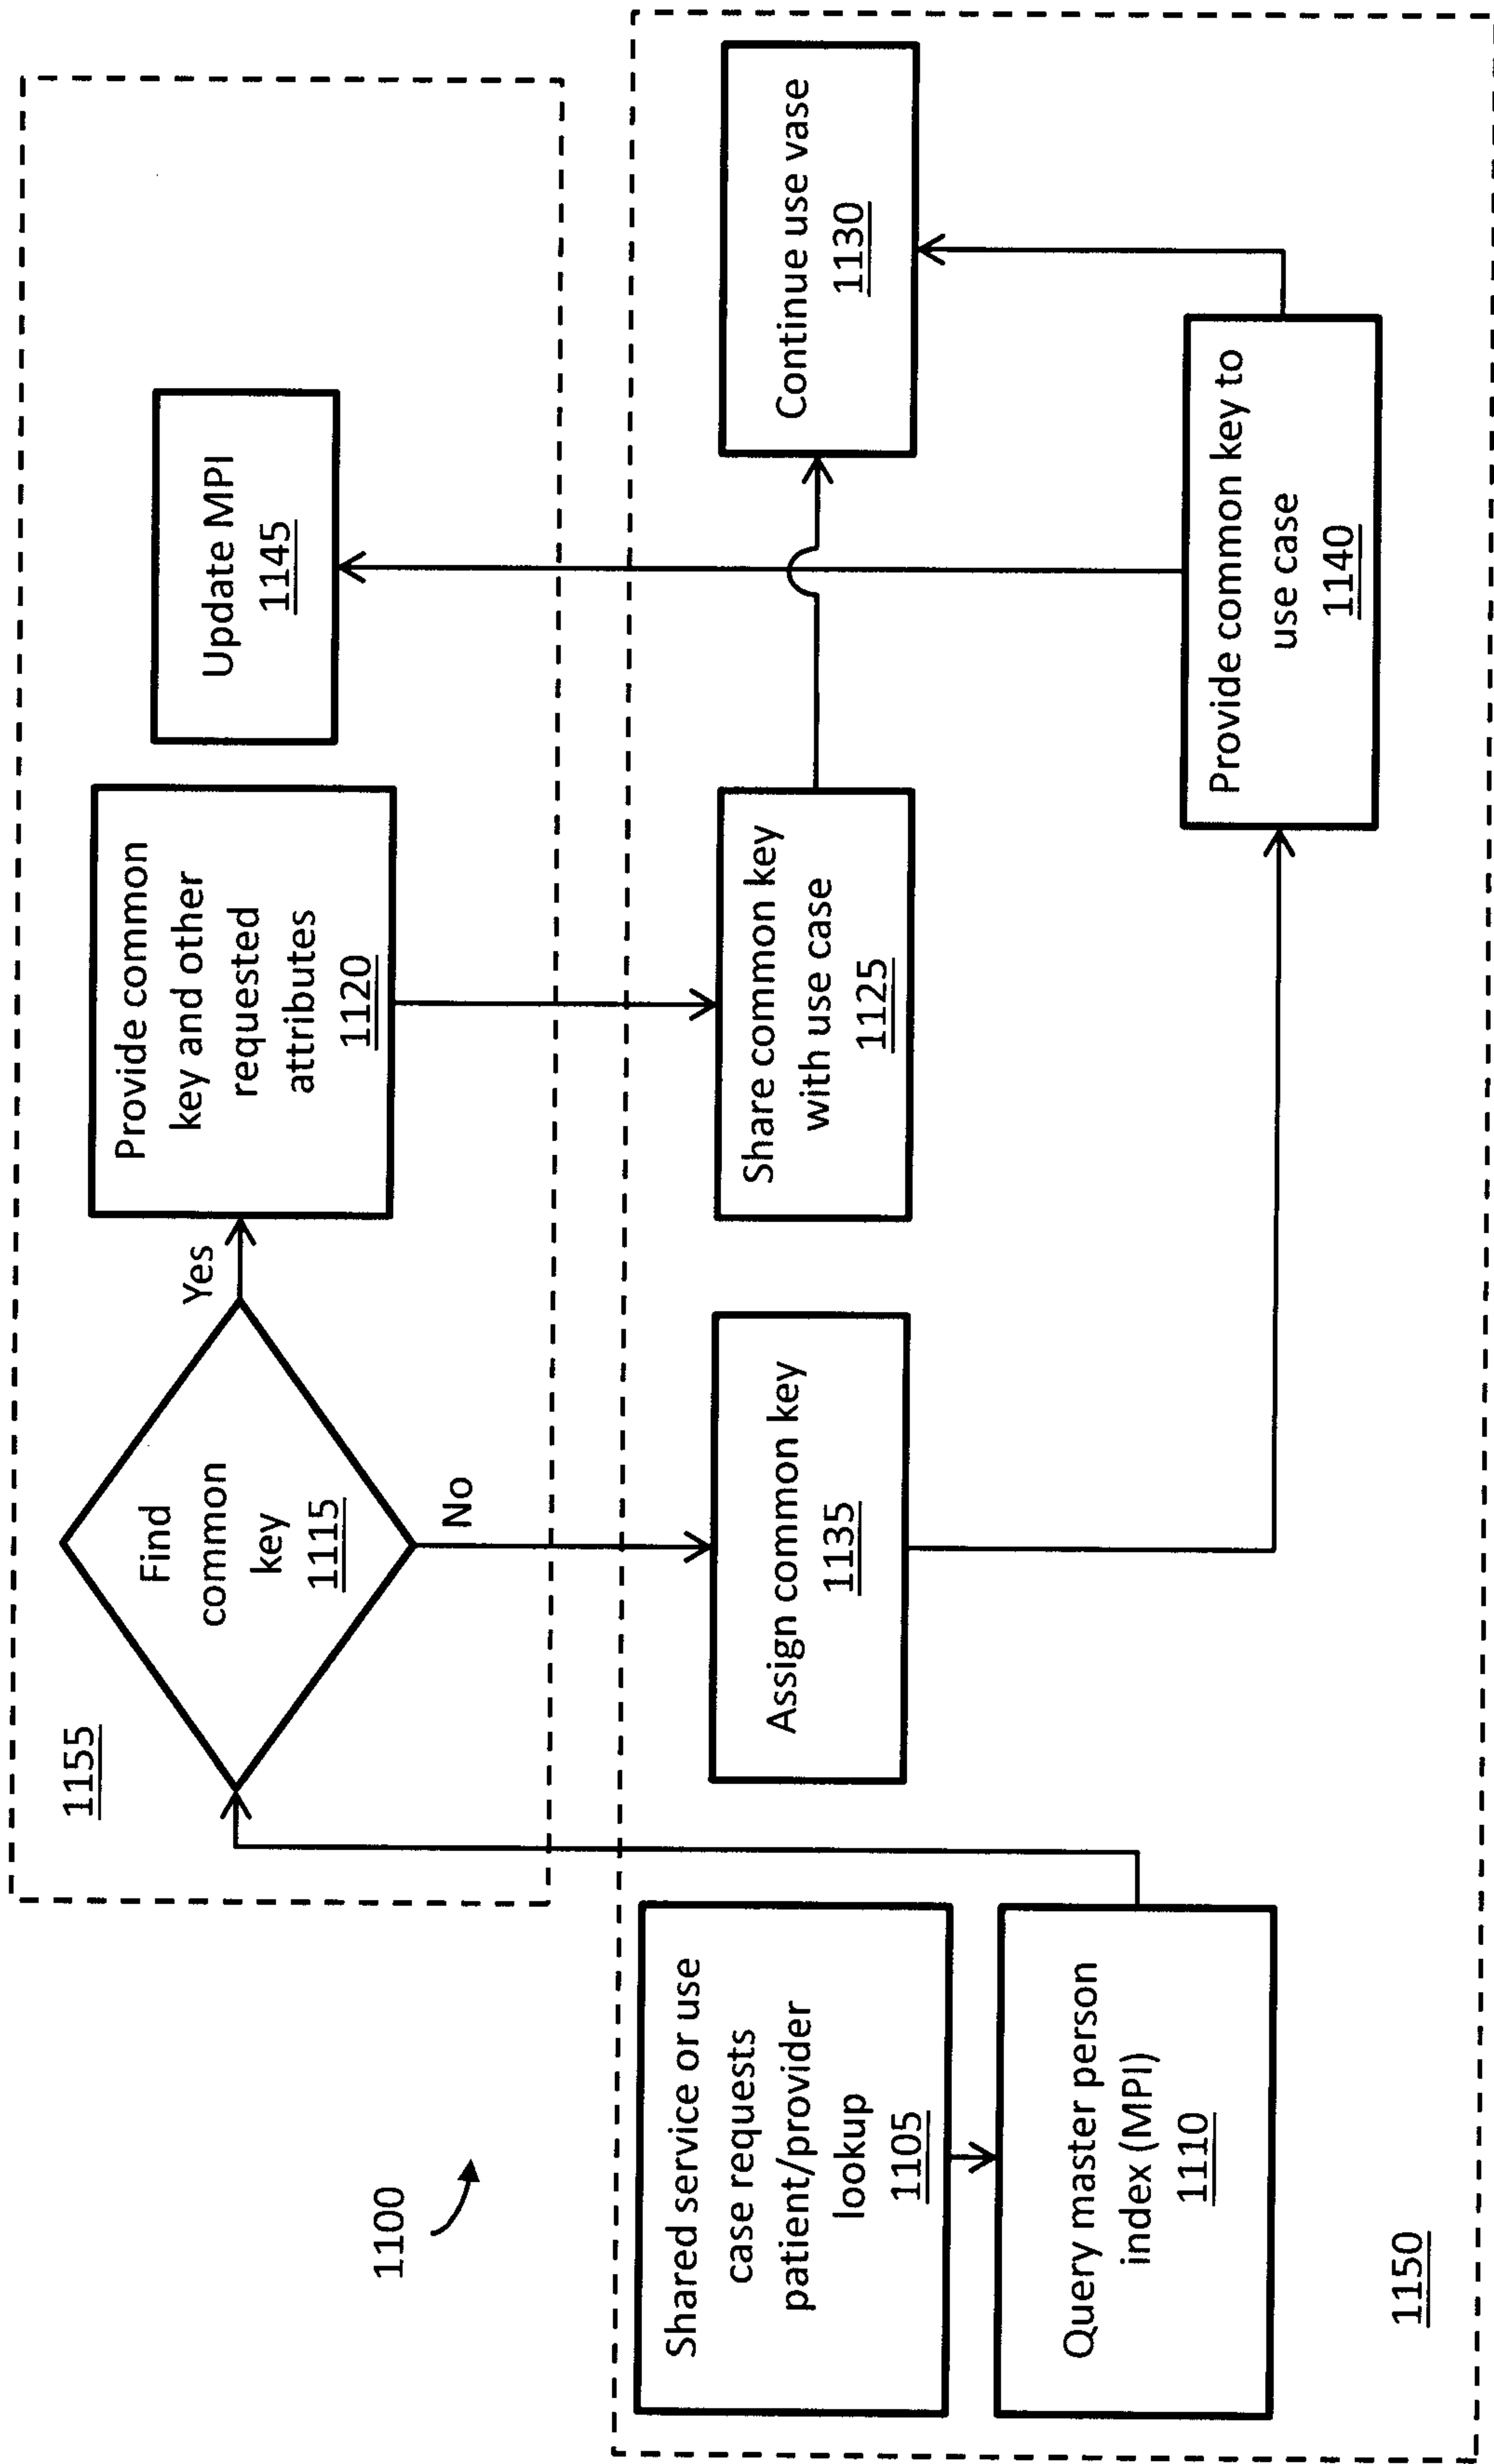 1155
Find
common
key
1115
Yes
No
Provide common
key and other
requested
attributes
1120
Update MPI
1145
1100
Shared service or use
case requests
patient/provider
lookup
1105
Query master person
index (MPI)
1110
Assign common key
1135
Share common key
with use case
1125
Continue use vase
1130
Provide common key to
use case
1140
1150